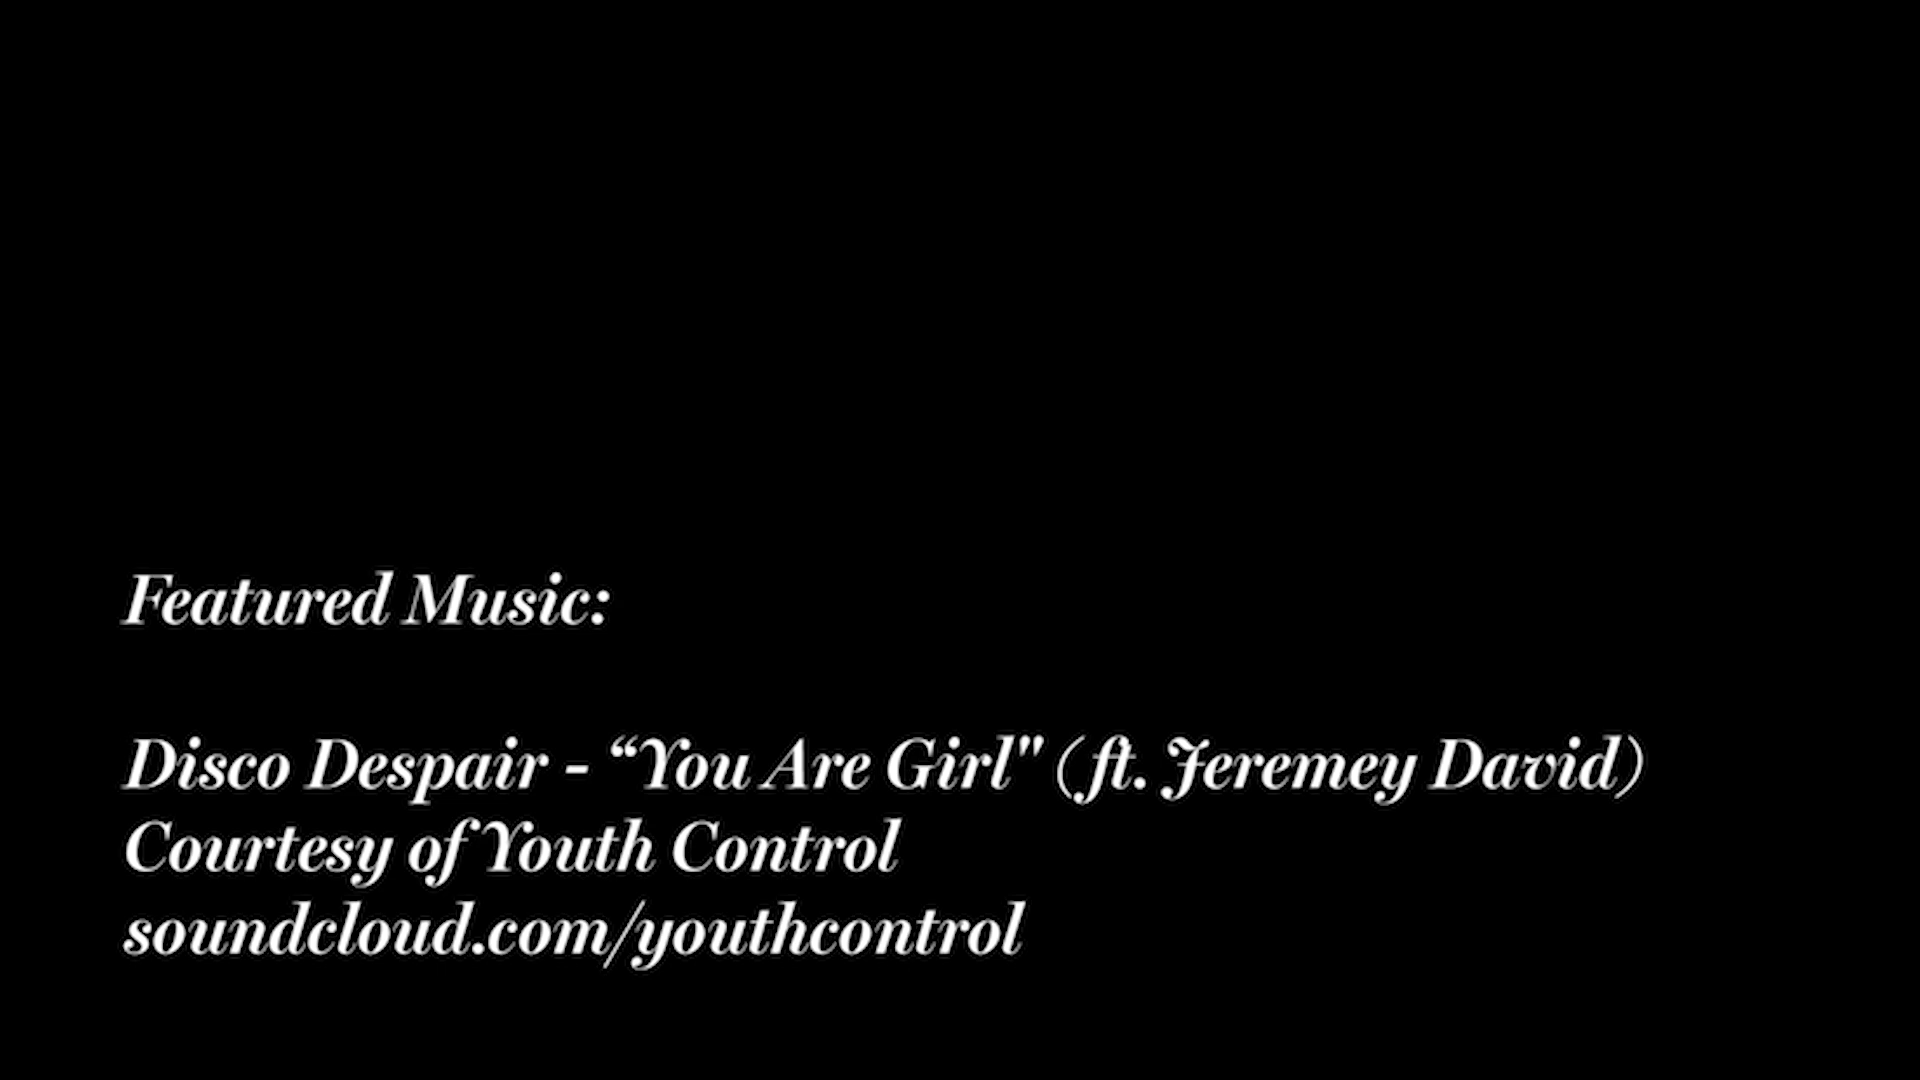 Featured Music:
Disco Despair - “You Are Girl" (ft. Jeremey David)
Courtesy of Youth Control
soundcloud.com/youthcontrol